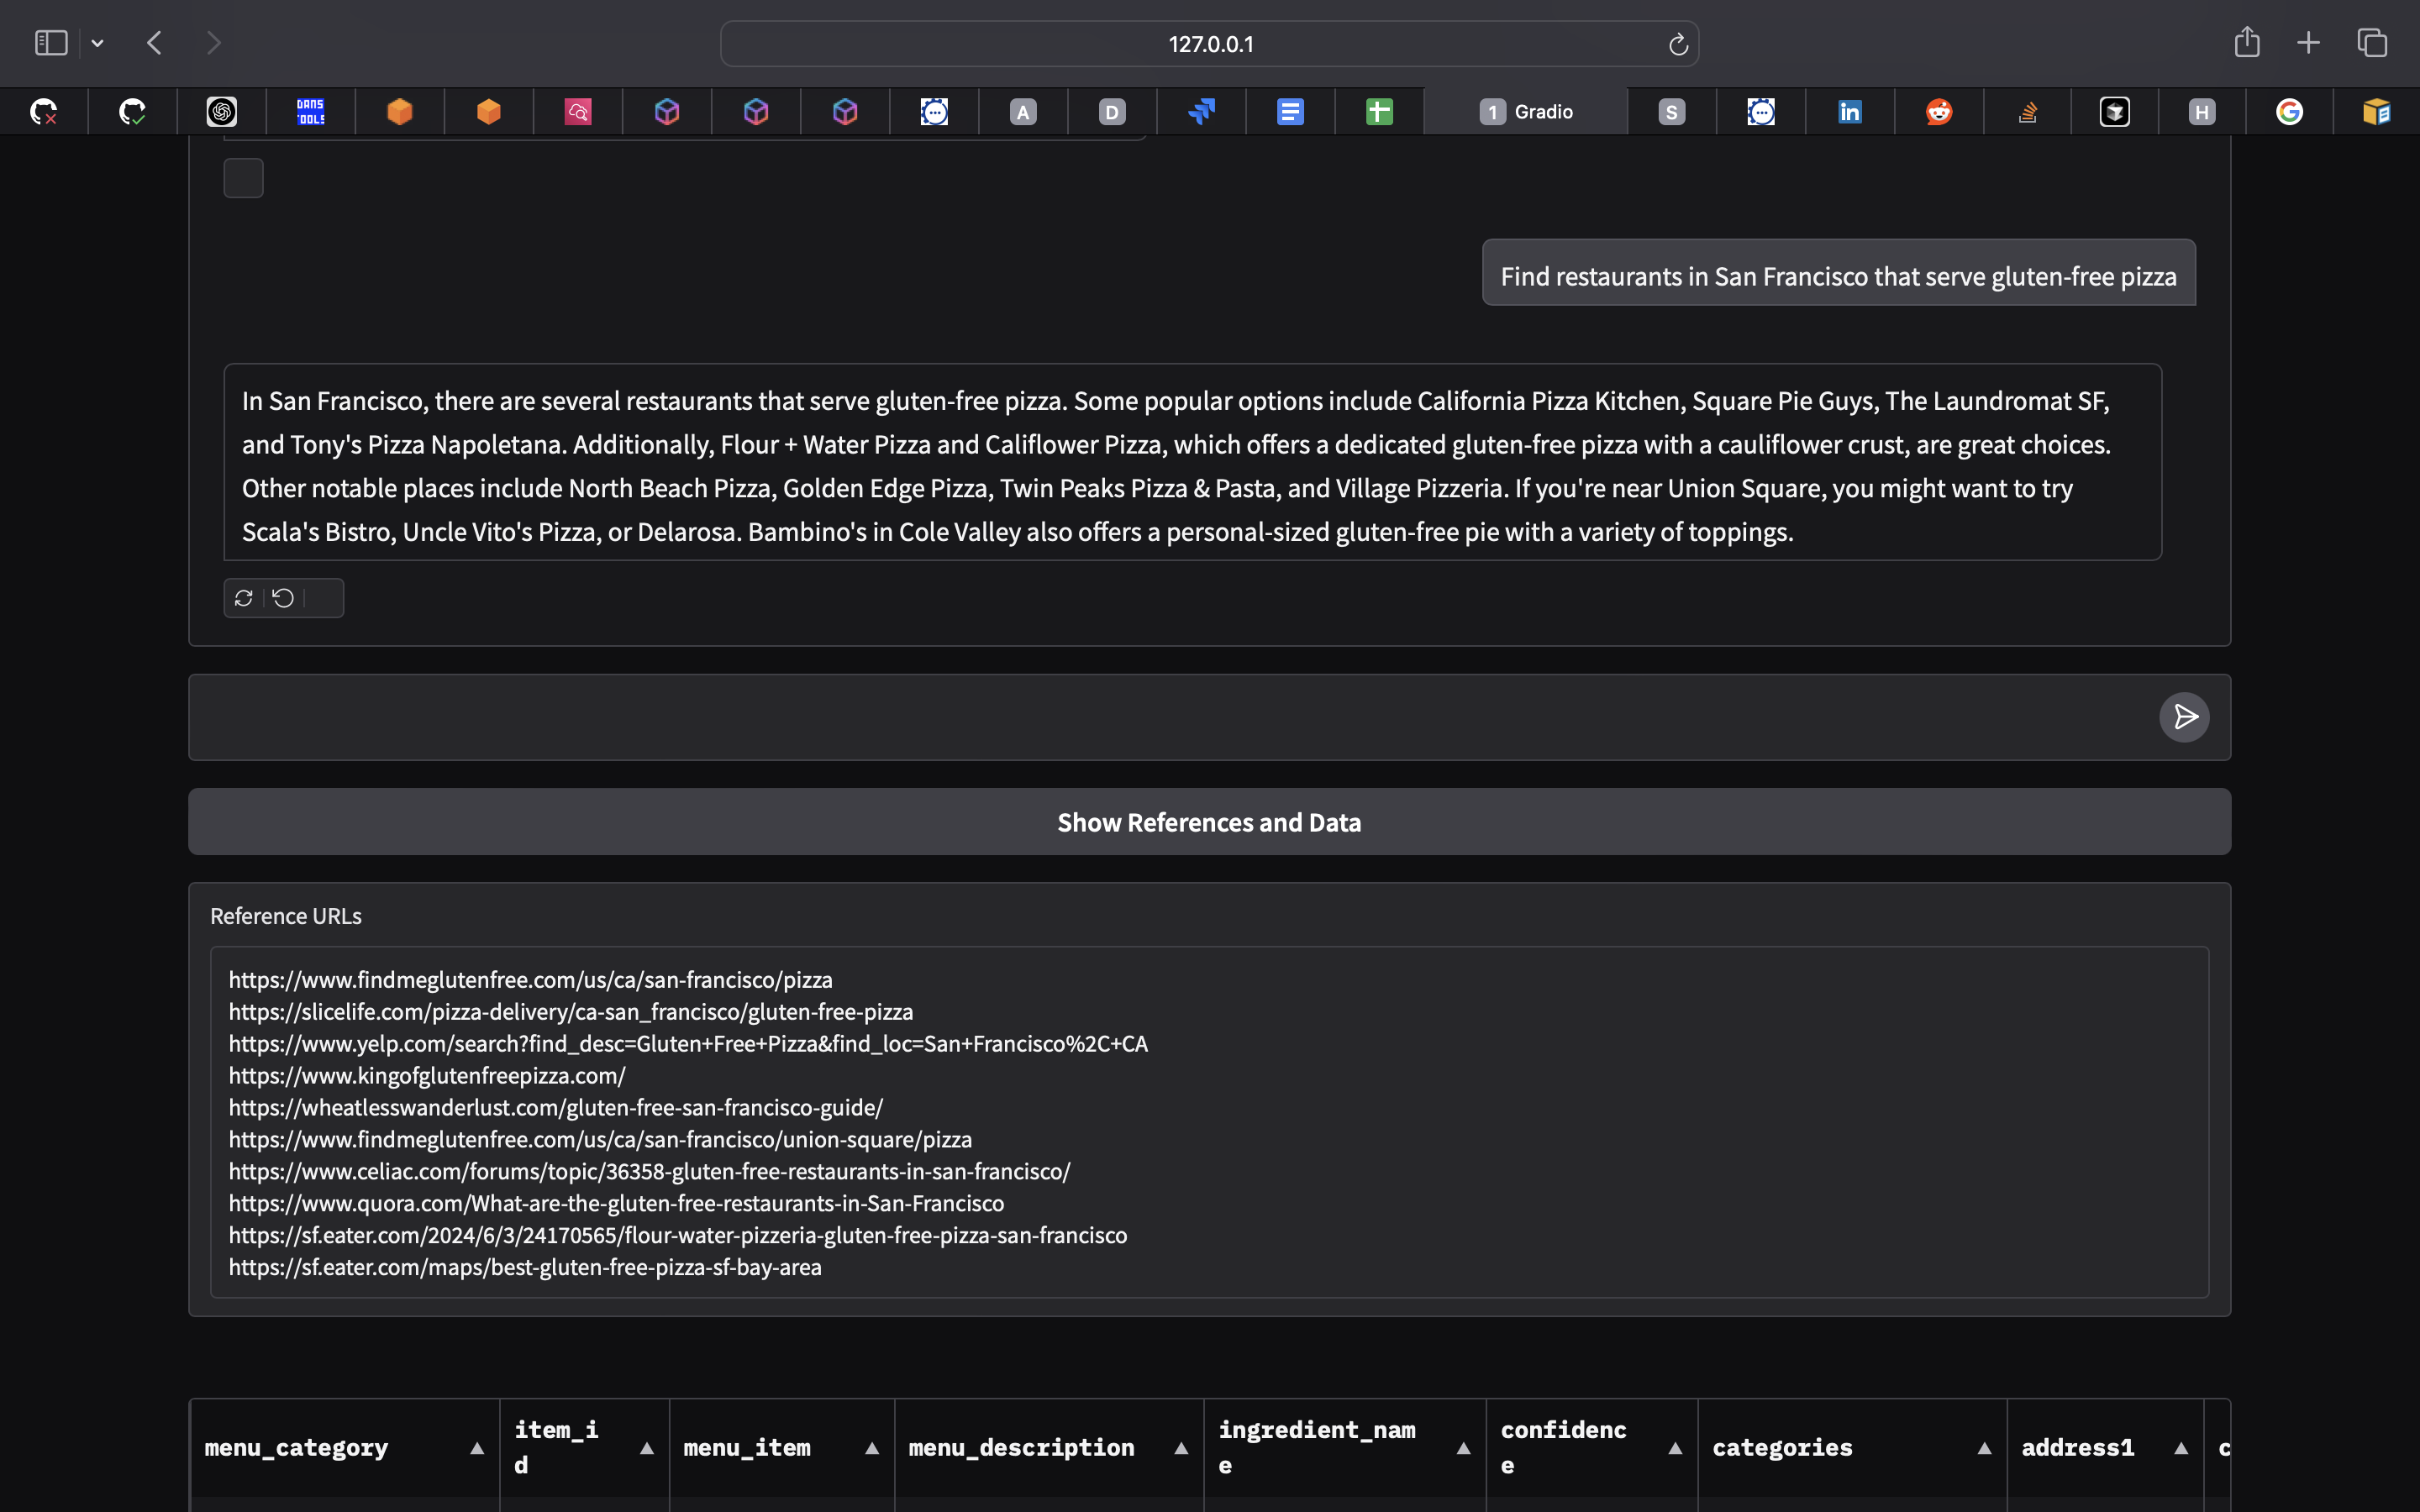 127.0.0.1
DANS
TOOLS
A
D
1 Gradio
S
in
H
G
Find restaurants in San Francisco that serve gluten-free pizza
In San Francisco, there are several restaurants that serve gluten-free pizza. Some popular options include California Pizza Kitchen, Square Pie Guys, The Laundromat SF,
and Tony's Pizza Napoletana. Additionally, Flour + Water Pizza and Califlower Pizza, which offers a dedicated gluten-free pizza with a cauliflower crust, are great choices.
Other notable places include North Beach Pizza, Golden Edge Pizza, Twin Peaks Pizza & Pasta, and Village Pizzeria. If you're near Union Square, you might want to try
Scala's Bistro, Uncle Vito's Pizza, or Delarosa. Bambino's in Cole Valley also offers a personal-sized gluten-free pie with a variety of toppings.
Show References and Data
Reference URLs
https://www.findmeglutenfree.com/us/ca/san-francisco/pizza
https://slicelife.com/pizza-delivery/ca-san_francisco/gluten-free-pizza
https://www.yelp.com/search?find_desc=Gluten+Free+Pizza&find_loc=San+Francisco%2C+CA
https://www.kingofglutenfreepizza.com/
https://wheatlesswanderlust.com/gluten-free-san-francisco-guide/
https://www.findmeglutenfree.com/us/ca/san-francisco/union-square/pizza
https://www.celiac.com/forums/topic/36358-gluten-free-restaurants-in-san-francisco/
https://www.quora.com/What-are-the-gluten-free-restaurants-in-San-Francisco
https://sf.eater.com/2024/6/3/24170565/flour-water-pizzeria-gluten-free-pizza-san-francisco
https://sf.eater.com/maps/best-gluten-free-pizza-sf-bay-area
menu_category
item_i
d
menu_item
menu_description
ingredient_nam
e
confidenc
e
categories
address1
c